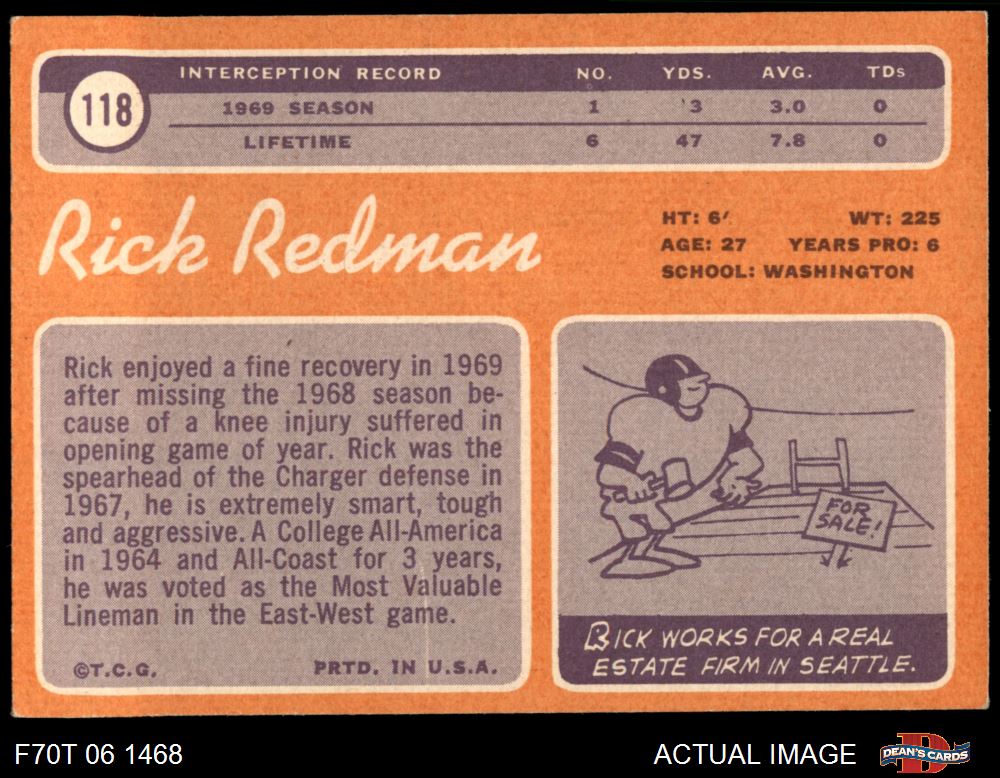 118
INTERCEPTION RECORD NO. YDS. AVG. TDs
1969 SEASON 1 3 3.0 0
LIFETIME 6 47 7.8 0
Rick Redman
HT: 6' WT: 225
AGE: 27 YEARS PRO: 6
SCHOOL: WASHINGTON
Rick enjoyed a fine recovery in 1969
after missing the 1968 season be-
cause of a knee injury suffered in
opening game of year. Rick was the
spearhead of the Charger defense in
1967, he is extremely smart, tough
and aggressive. A College All-America
in 1964 and All-Coast for 3 years,
he was voted as the Most Valuable
Lineman in the East-West game.
©T.C.G. PRTD. IN U.S.A.
FOR
SALE!
RICK WORKS FOR A REAL
ESTATE FIRM IN SEATTLE.
F70T 06 1468 ACTUAL IMAGE
D
DEAN'S CARDS